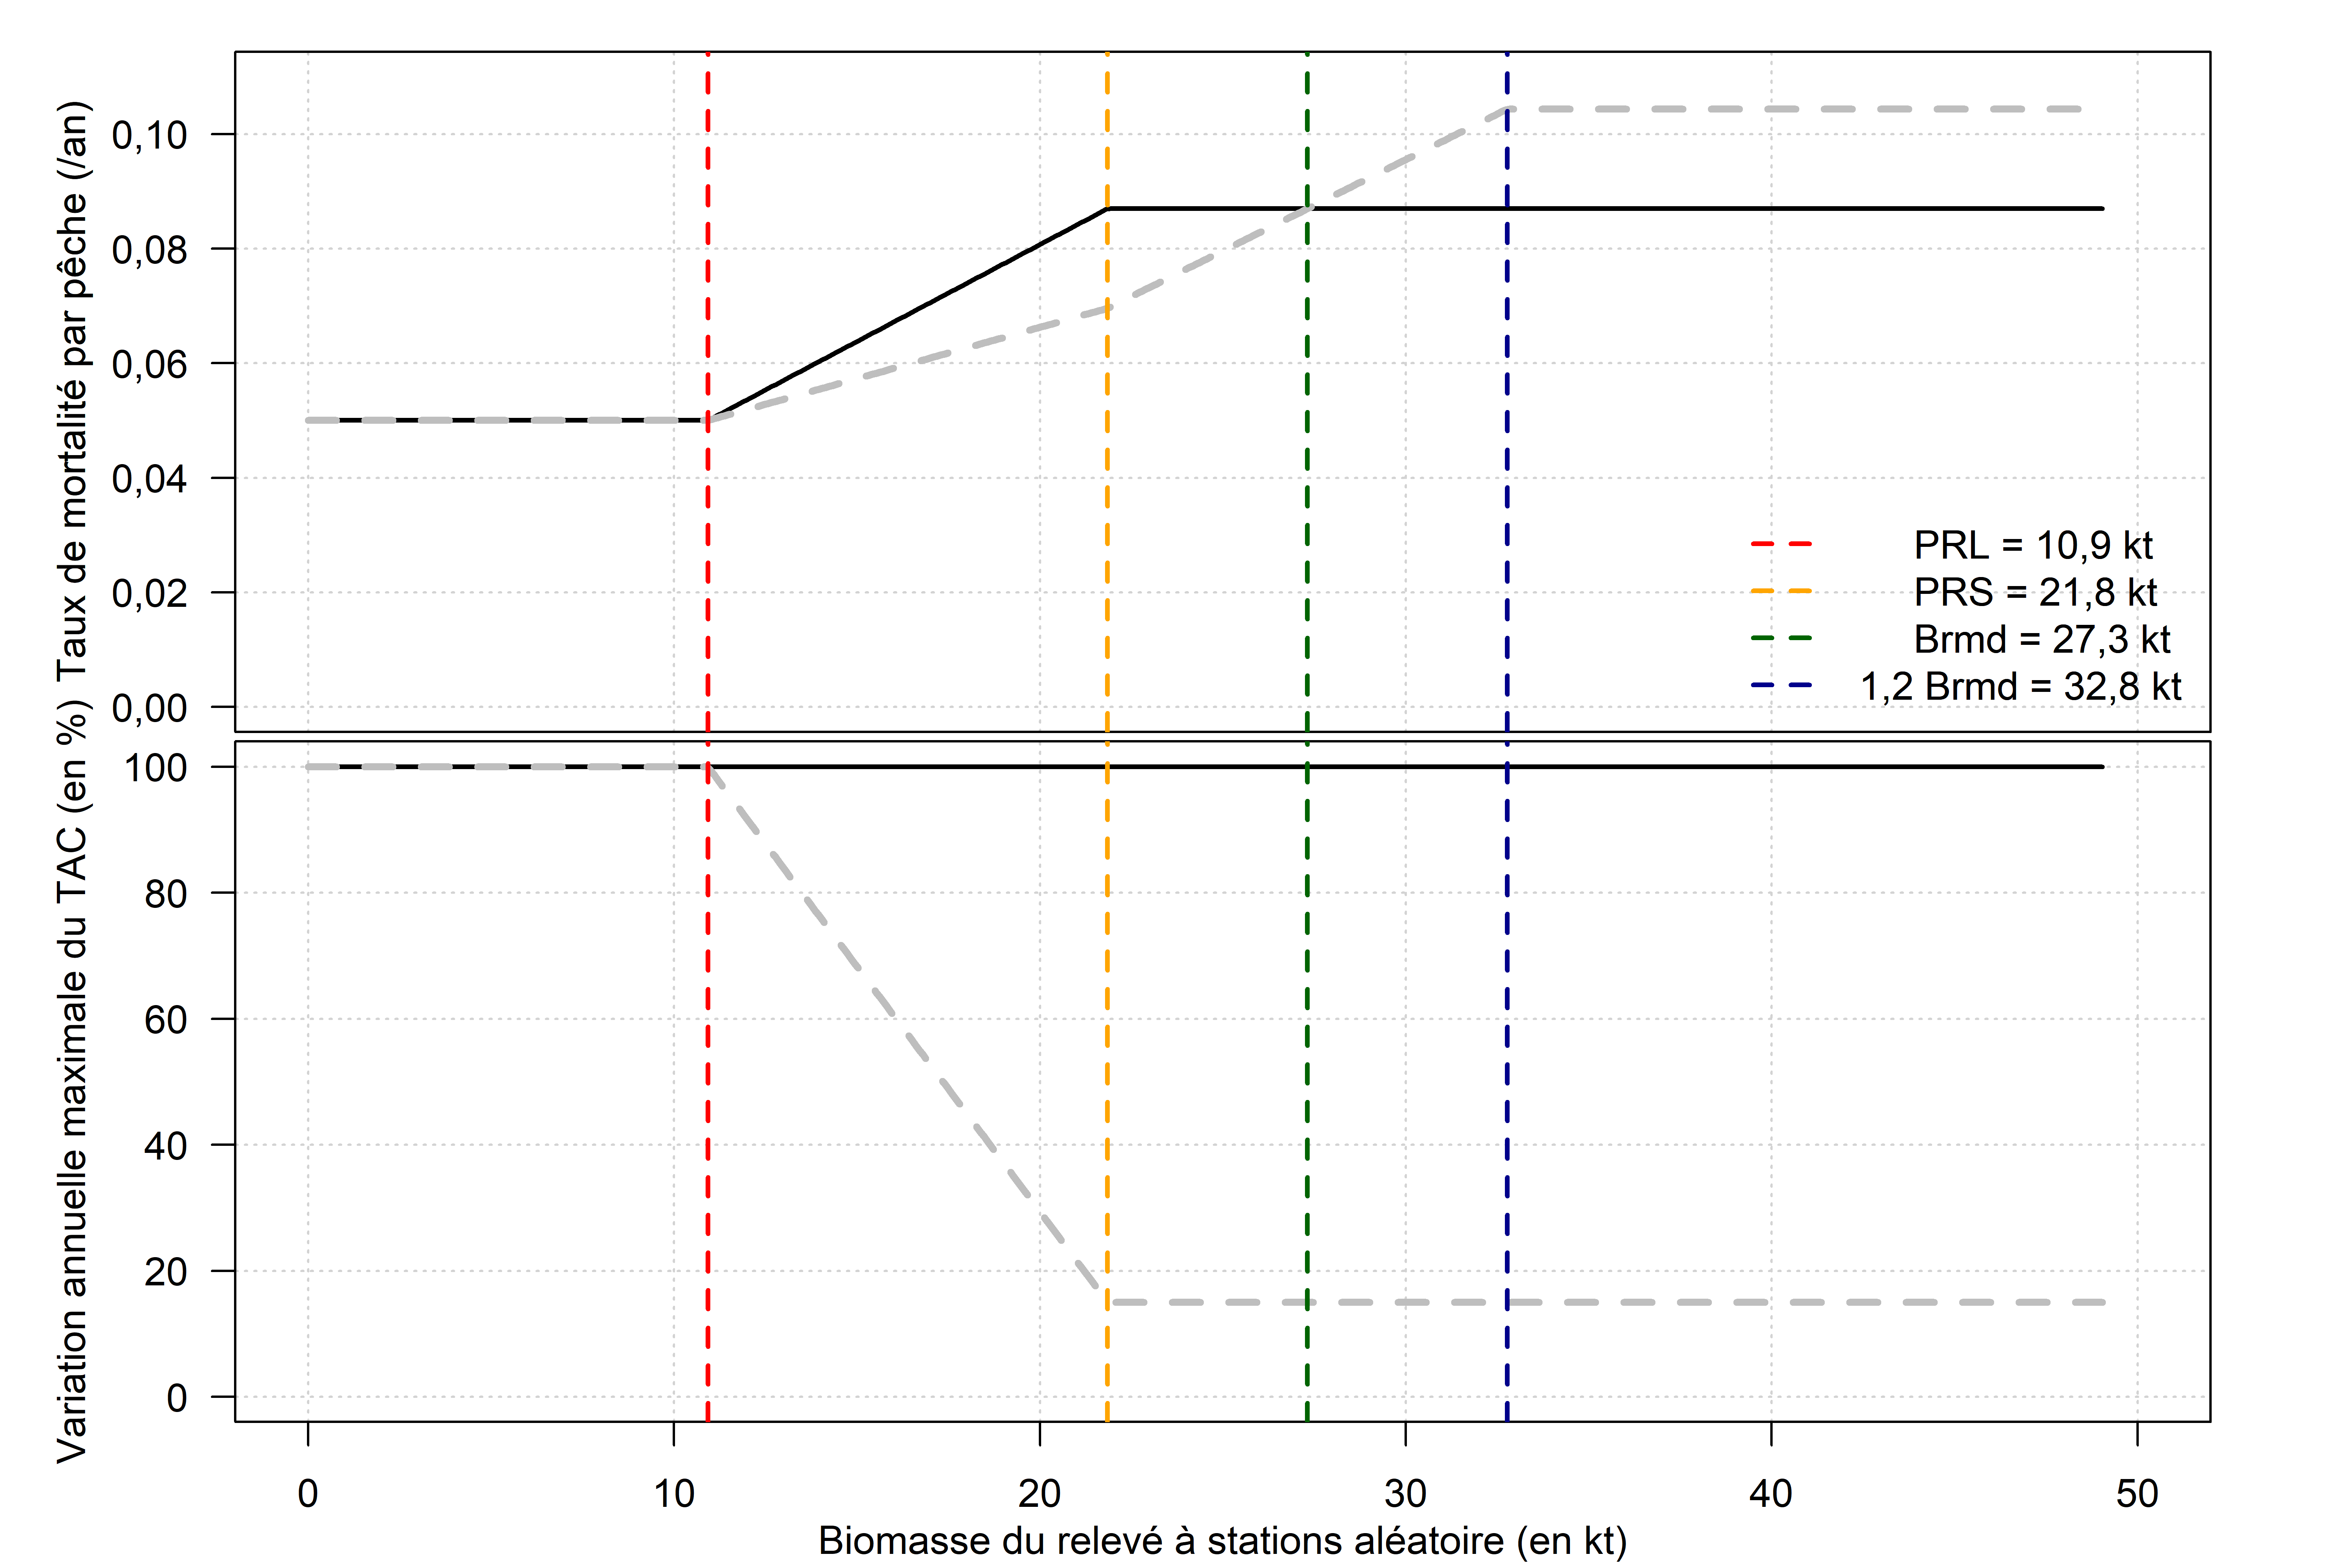 Taux de mortalité par pêche (/an)
0,10
0,08
0,06
0,04
0,02
0,00
PRL = 10,9 kt
PRS = 21,8 kt
Brmd = 27,3 kt
1,2 Brmd = 32,8 kt
Variation annuelle maximale du TAC (en %)
100
80
60
40
20
0
0 10 20 30 40 50
Biomasse du relevé à stations aléatoire (en kt)